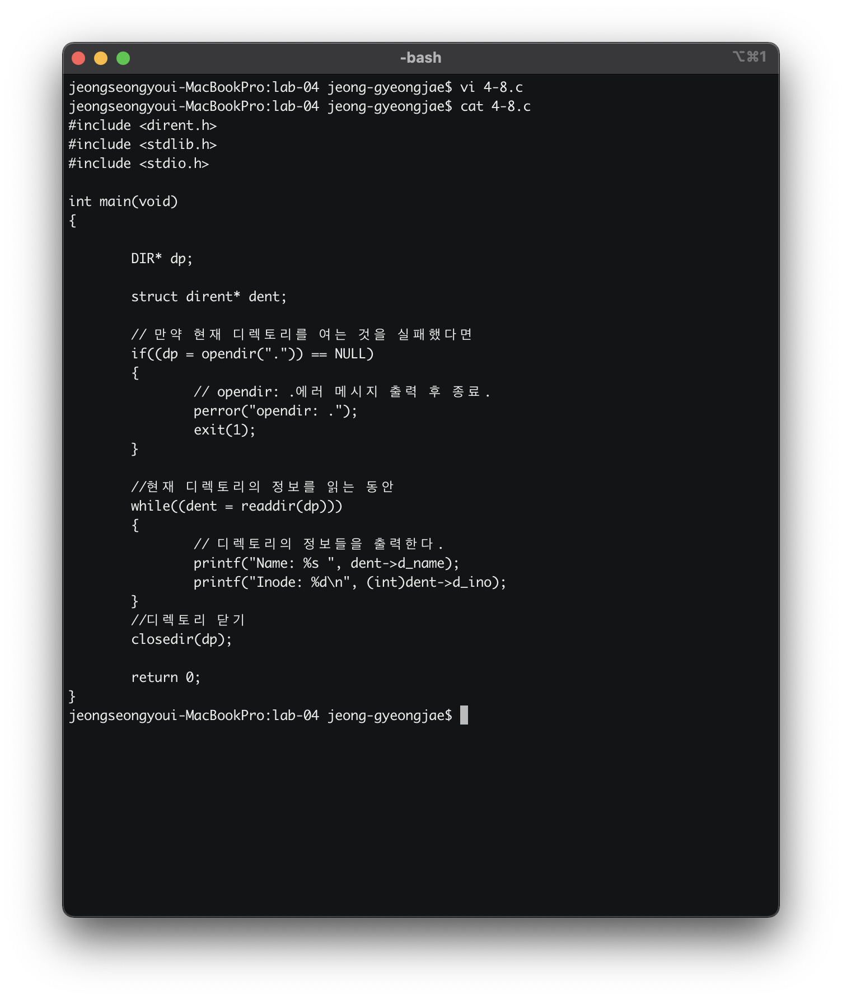 -bash
⌥⌘1
jeongseongyoui-MacBookPro:lab-04 jeong-gyeongjae$ vi 4-8.c
jeongseongyoui-MacBookPro:lab-04 jeong-gyeongjae$ cat 4-8.c
#include <dirent.h>
#include <stdlib.h>
#include <stdio.h>

int main(void)
{

        DIR* dp;

        struct dirent* dent;

        // 만약 현재 디렉토리를 여는 것을 실패했다면
        if((dp = opendir(".")) == NULL)
        {
                // opendir: .에러 메시지 출력 후 종료.
                perror("opendir: .");
                exit(1);
        }

        //현재 디렉토리의 정보를 읽는 동안
        while((dent = readdir(dp)))
        {
                // 디렉토리의 정보들을 출력한다.
                printf("Name: %s ", dent->d_name);
                printf("Inode: %d\n", (int)dent->d_ino);
        }
        //디렉토리 닫기
        closedir(dp);

        return 0;
}
jeongseongyoui-MacBookPro:lab-04 jeong-gyeongjae$